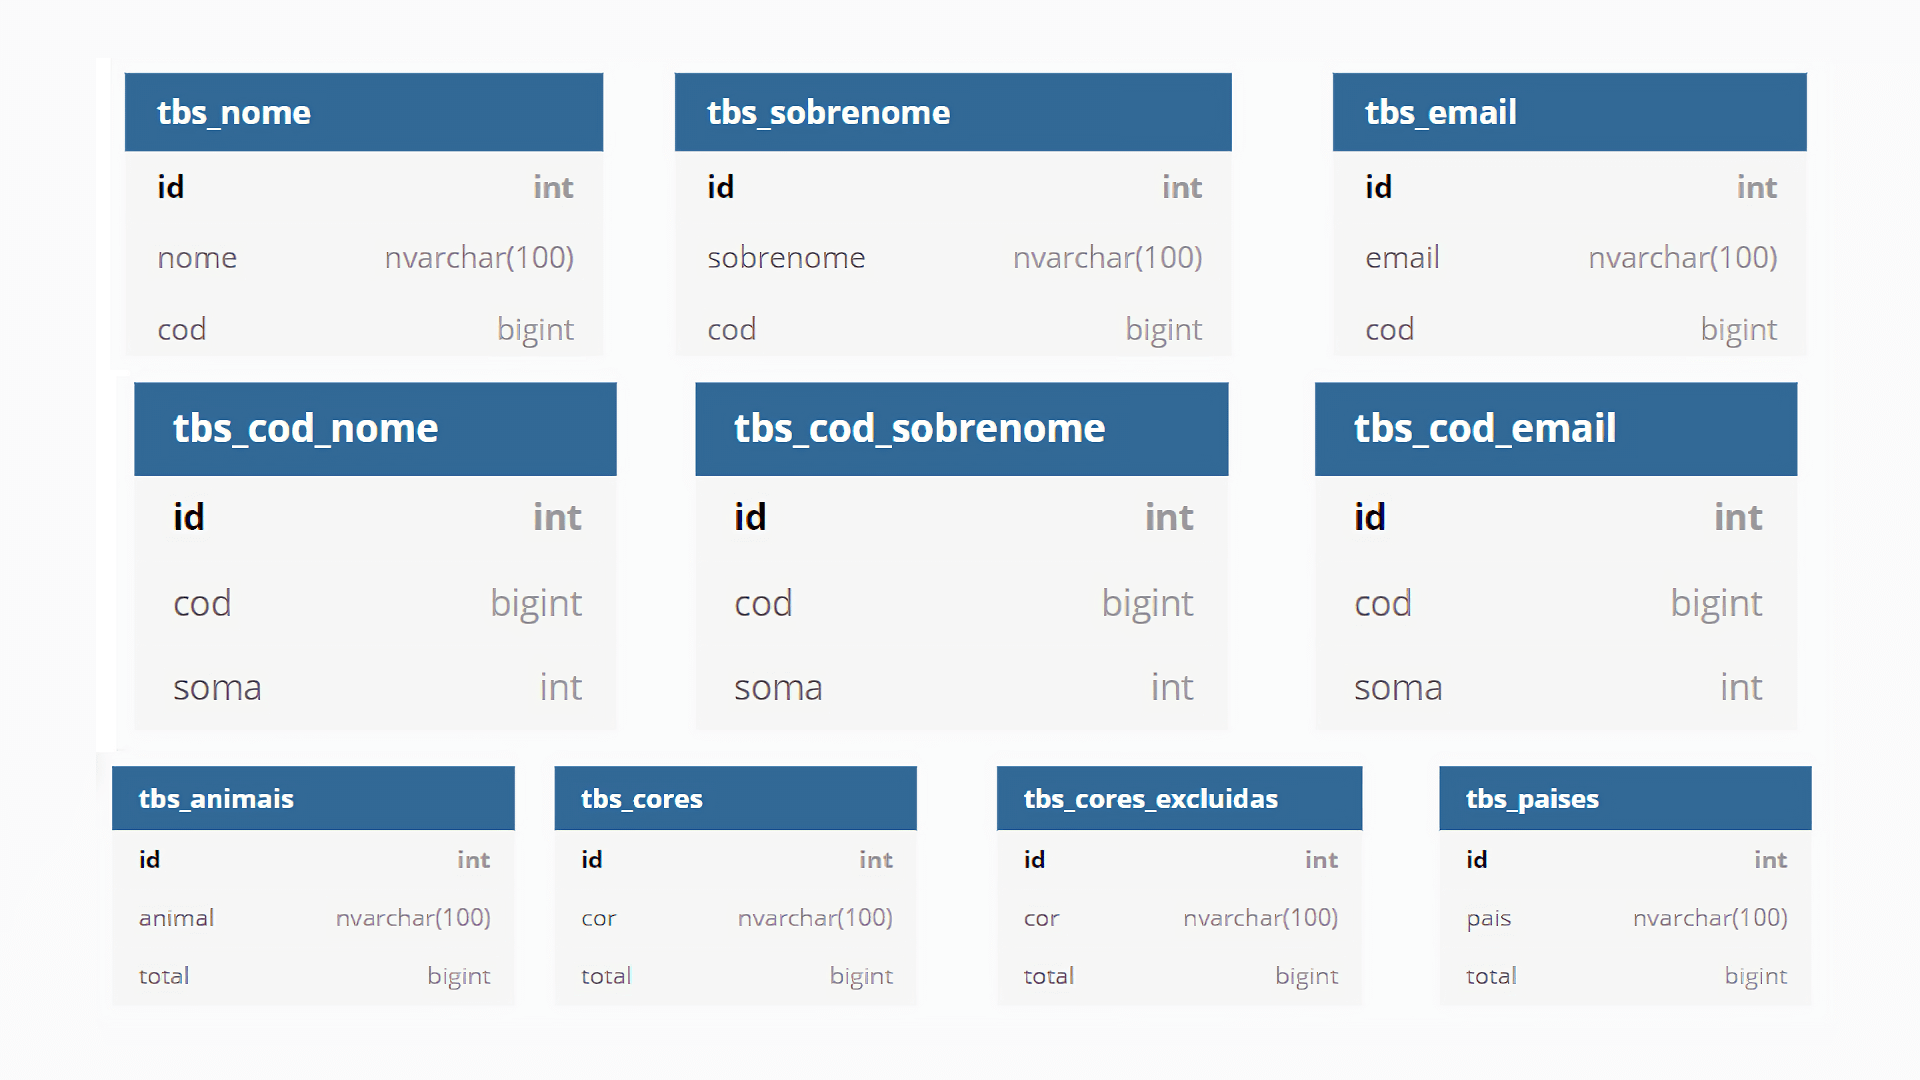 tbs_nome
id int
nome nvarchar(100)
cod bigint
tbs_sobrenome
id int
sobrenome nvarchar(100)
cod bigint
tbs_email
id int
email nvarchar(100)
cod bigint
tbs_cod_nome
id int
cod bigint
soma int
tbs_cod_sobrenome
id int
cod bigint
soma int
tbs_cod_email
id int
cod bigint
soma int
tbs_animais
id int
animal nvarchar(100)
total bigint
tbs_cores
id int
cor nvarchar(100)
total bigint
tbs_cores_excluidas
id int
cor nvarchar(100)
total bigint
tbs_paises
id int
pais nvarchar(100)
total bigint